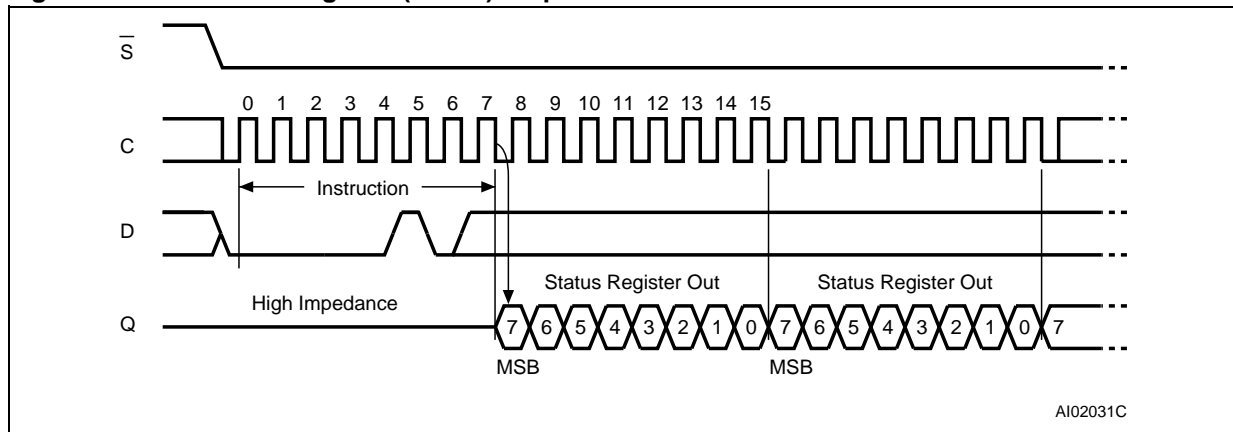 S
0 1 2 3 4 5 6 7 8 9 10 11 12 13 14 15
C
Instruction
D
Status Register Out Status Register Out
High Impedance
Q
7 6 5 4 3 2 1 0 7 6 5 4 3 2 1 0 7
MSB MSB
AI02031C